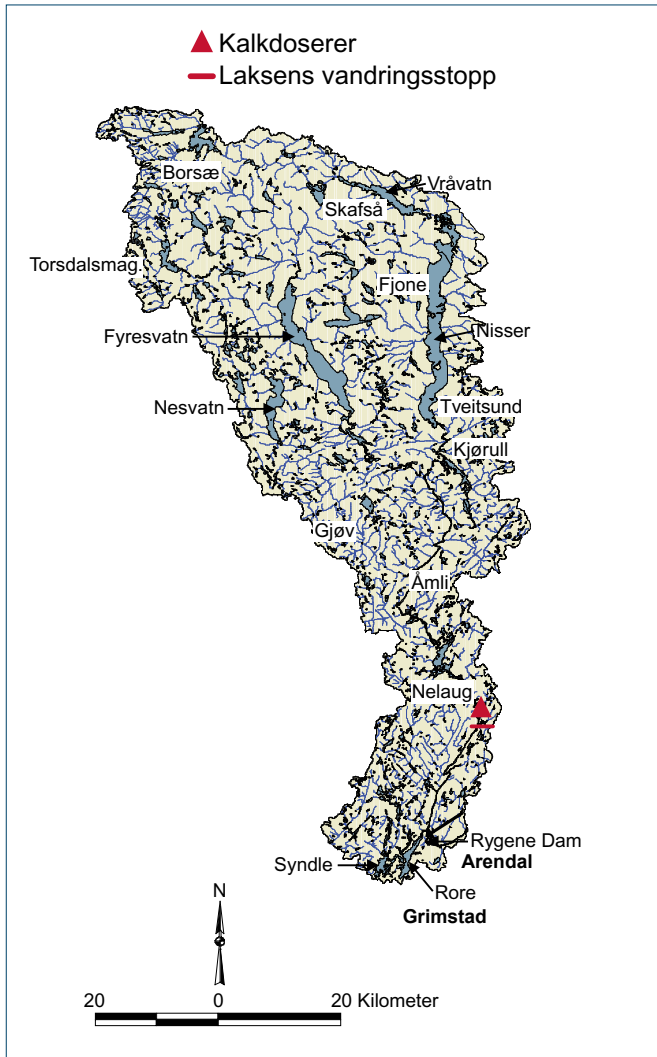 Kalkdoserer
Laksens vandringsstopp
Borsæ
Vråvatn
Skafså
Torsdalsmag.
Fjone
Fyresvatn
Nisser
Nesvatn
Tveitsund
Kjørull
Gjøv
Åmli
Nelaug
Rygene Dam
Syndle
Arendal
Rore
Grimstad
N
20 0 20 Kilometer